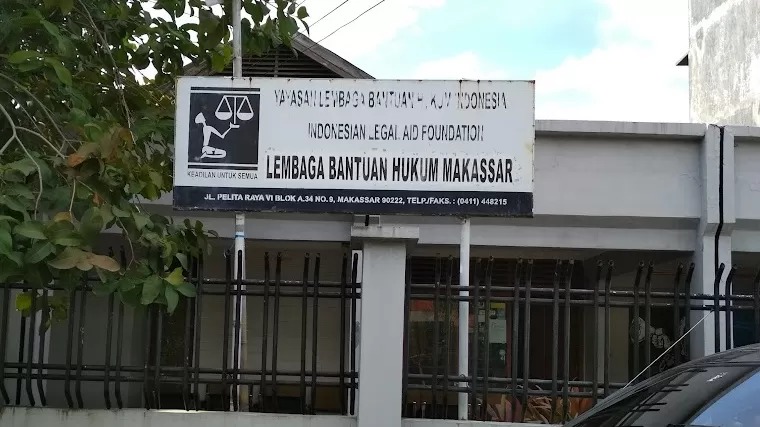 YAYASAN LEMBAGA BANTUAN HUKUM INDONESIA
INDONESIAN LEGAL AID FOUNDATION
LEMBAGA BANTUAN HUKUM MAKASSAR
KEADILAN UNTUK SEMUA
JL. PELITA RAYA VI BLOK A.34 NO.9, MAKASSAR 90222, TELP./FAKS. : (0411) 448215